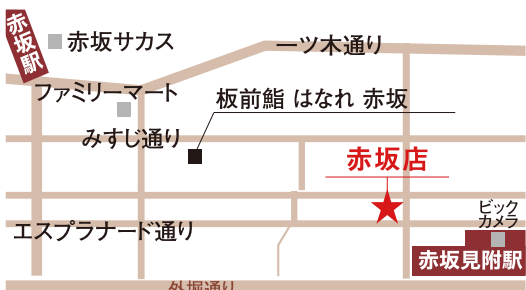 赤坂駅
赤坂サカス
一ツ木通り
ファミリーマート
板前鮨 はなれ 赤坂
みすじ通り
赤坂店
ビック
カメラ
エスプラナード通り
赤坂見附駅
外堀通り